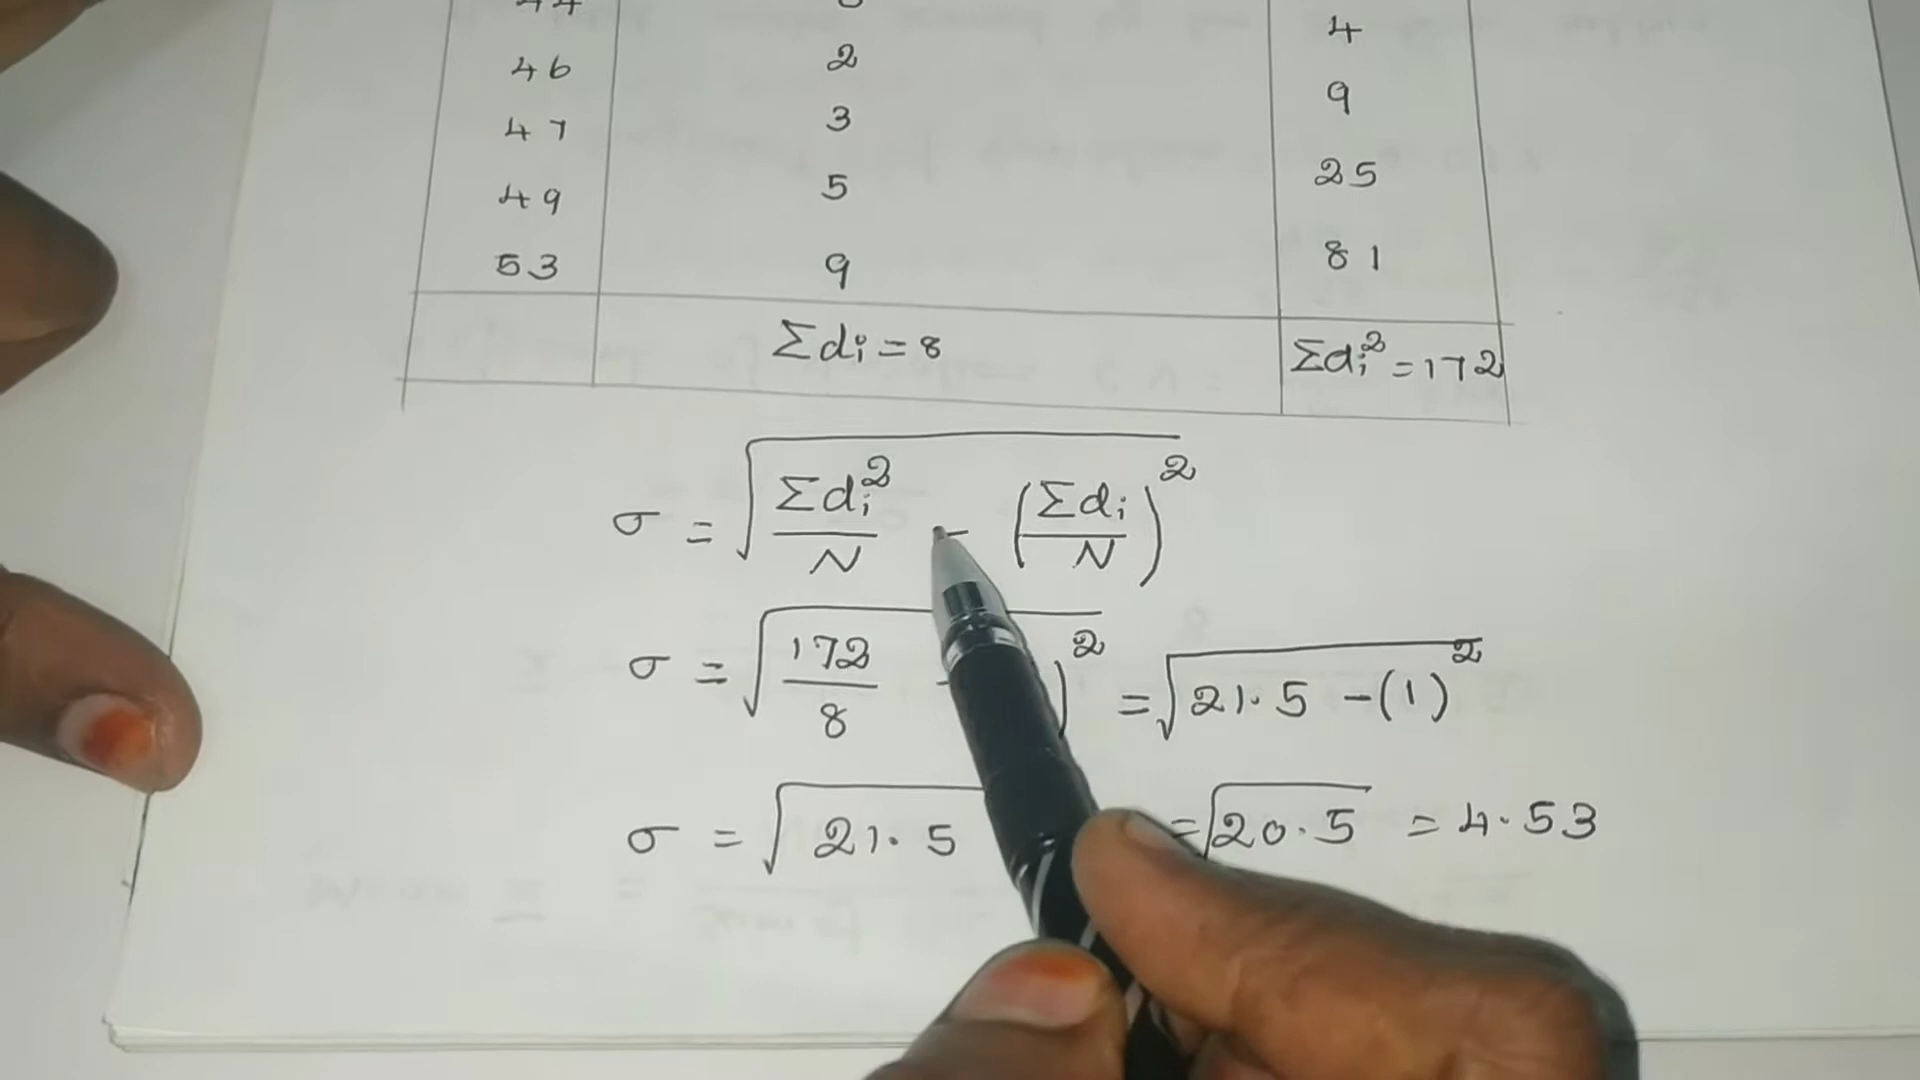 44 4
46 2 9
47 3 25
49 5 81
53 9
Σdᵢ = 8 Σdᵢ² = 172
σ = √(Σdᵢ²/N - (Σdᵢ/N)²)
σ = √(172/8 - )² = √(21.5 - (1)²)
σ = √21.5 = √20.5 = 4.53